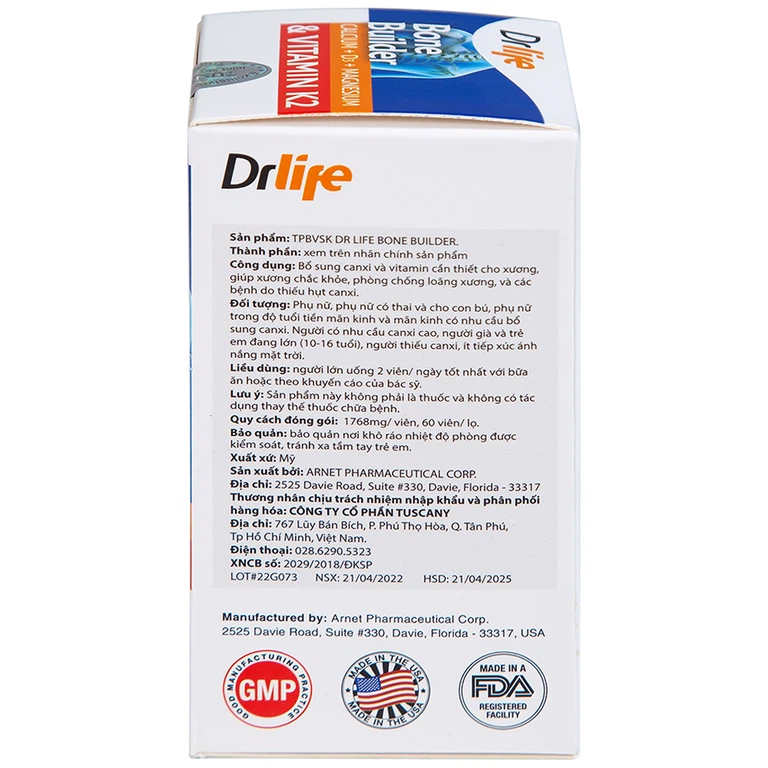 Drlife
Bone
Builder
CALCIUM + D3 + MAGNESIUM
& VITAMIN K2
Drlife
Sản phẩm: TPBVSK DR LIFE BONE BUILDER.
Thành phần: xem trên nhãn chính sản phẩm
Công dụng: Bổ sung canxi và vitamin cần thiết cho xương,
giúp xương chắc khỏe, phòng chống loãng xương, và các
bệnh do thiếu hụt canxi.
Đối tượng: Phụ nữ, phụ nữ có thai và cho con bú, phụ nữ
trong độ tuổi tiền mãn kinh và mãn kinh có nhu cầu bổ
sung canxi. Người có nhu cầu canxi cao, người già và trẻ
em đang lớn (10-16 tuổi), người thiếu canxi, ít tiếp xúc ánh
nắng mặt trời.
Liều dùng: người lớn uống 2 viên/ ngày tốt nhất với bữa
ăn hoặc theo khuyến cáo của bác sỹ.
Lưu ý: Sản phẩm này không phải là thuốc và không có tác
dụng thay thế thuốc chữa bệnh.
Quy cách đóng gói: 1768mg/ viên, 60 viên/ lọ.
Bảo quản: bảo quản nơi khô ráo nhiệt độ phòng được
kiểm soát, tránh xa tầm tay trẻ em.
Xuất xứ: Mỹ
Sản xuất bởi: ARNET PHARMACEUTICAL CORP.
Địa chỉ: 2525 Davie Road, Suite #330, Davie, Florida - 33317
Thương nhân chịu trách nhiệm nhập khẩu và phân phối
hàng hóa: CÔNG TY CỔ PHẦN TUSCANY
Địa chỉ: 767 Lũy Bán Bích, P. Phú Thọ Hòa, Q. Tân Phú,
Tp Hồ Chí Minh, Việt Nam.
Điện thoại: 028.6290.5323
XNCB số: 2029/2018/ĐKSP
LOT#22G073 NSX: 21/04/2022 HSD: 21/04/2025
Manufactured by: Arnet Pharmaceutical Corp.
2525 Davie Road, Suite #330, Davie, Florida - 33317, USA
GOOD MANUFACTURING PRACTICE
GMP
MADE IN THE USA
MADE IN THE USA
MADE IN A
FDA
REGISTERED
FACILITY